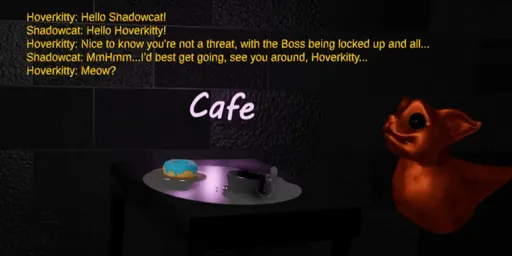 Hoverkitty: Hello Shadowcat!
Shadowcat: Hello Hoverkitty!
Hoverkitty: Nice to know you're not a threat, with the Boss being locked up and all...
Shadowcat: MmHmm...I'd best get going, see you around, Hoverkitty...
Hoverkitty: Meow?
Cafe